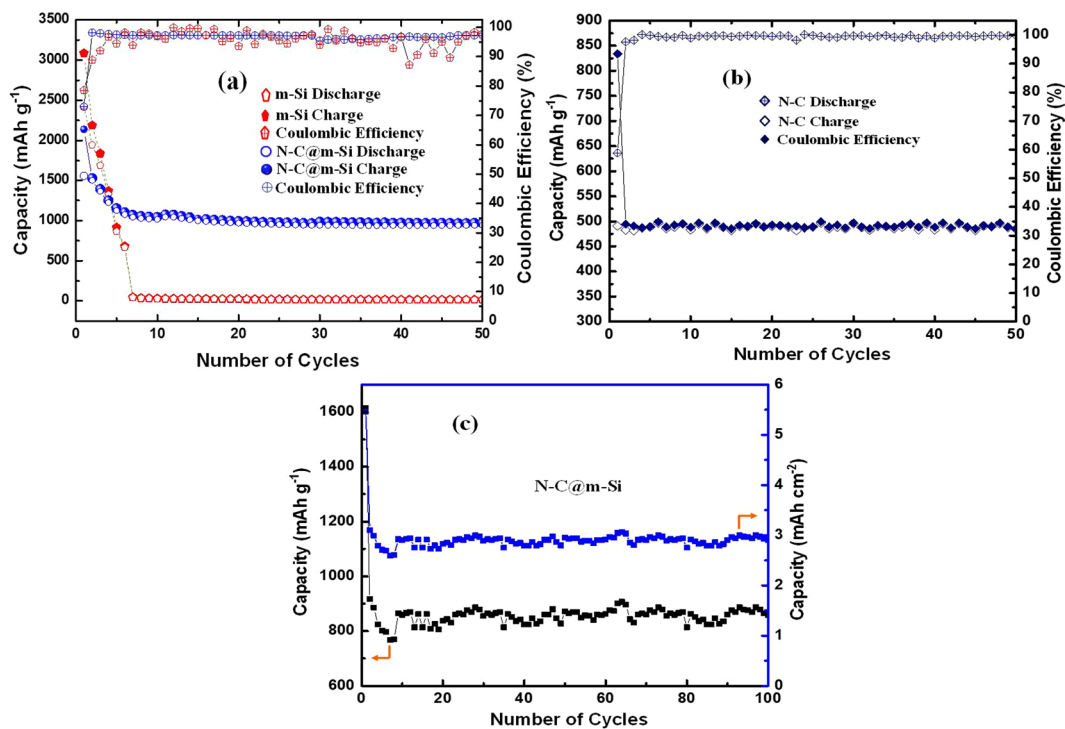 3500
3000
2500
2000
1500
1000
500
0
Capacity (mAh g-1)
(a)
m-Si Discharge
m-Si Charge
Coulombic Efficiency
N-C@m-Si Discharge
N-C@m-Si Charge
Coulombic Efficiency
100
90
80
70
60
50
40
30
20
10
0
Coulombic Efficiency (%)
0 10 20 30 40 50
Number of Cycles
900
850
800
750
700
650
600
550
500
450
400
350
300
Capacity (mAh g-1)
(b)
N-C Discharge
N-C Charge
Coulombic Efficiency
100
90
80
70
60
50
40
30
20
10
0
Coulombic Efficiency (%)
0 10 20 30 40 50
Number of Cycles
1600
1400
1200
1000
800
600
Capacity (mAh g-1)
(c)
N-C@m-Si
6
5
4
3
2
1
0
Capacity (mAh cm-2)
0 20 40 60 80 100
Number of Cycles